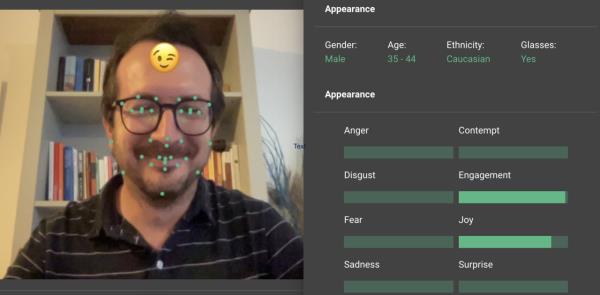 Appearance
Gender: Age: Ethnicity: Glasses:
Male 35 - 44 Caucasian Yes
Appearance
Anger Contempt
Disgust Engagement
Fear Joy
Sadness Surprise